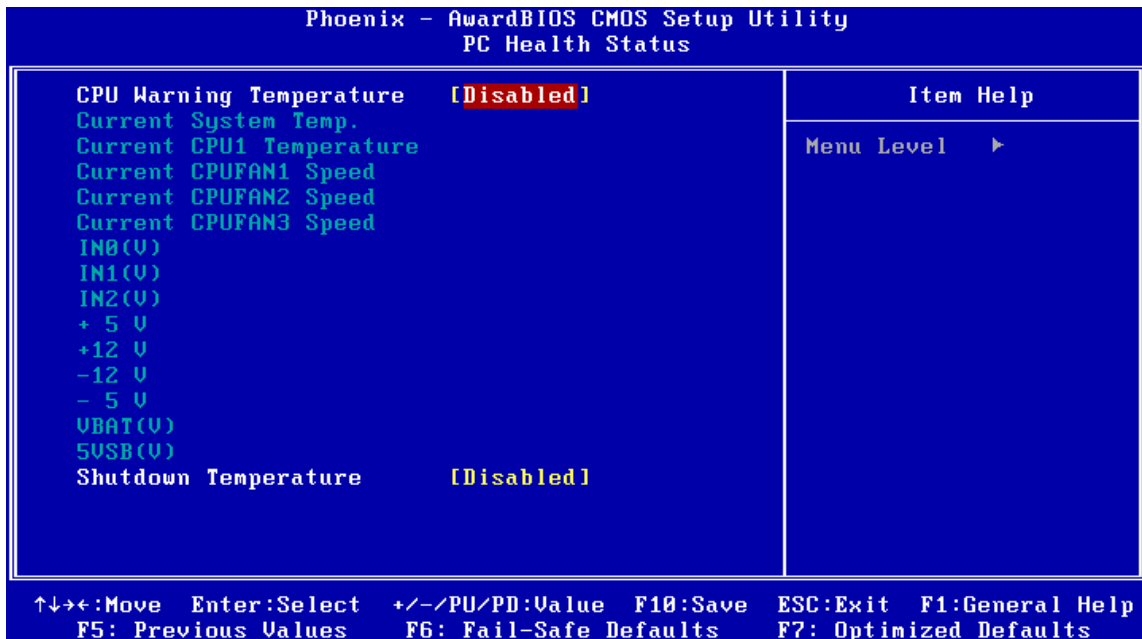 Phoenix - AwardBIOS CMOS Setup Utility
PC Health Status
CPU Warning Temperature [Disabled]
Current System Temp.
Current CPU1 Temperature
Current CPUFAN1 Speed
Current CPUFAN2 Speed
Current CPUFAN3 Speed
IN0(V)
IN1(V)
IN2(V)
+ 5 V
+12 V
-12 V
- 5 V
VBAT(V)
5VSB(V)
Shutdown Temperature [Disabled]
Item Help
Menu Level ►
↑↓→←:Move Enter:Select +/-/PU/PD:Value F10:Save ESC:Exit F1:General Help
F5: Previous Values F6: Fail-Safe Defaults F7: Optimized Defaults